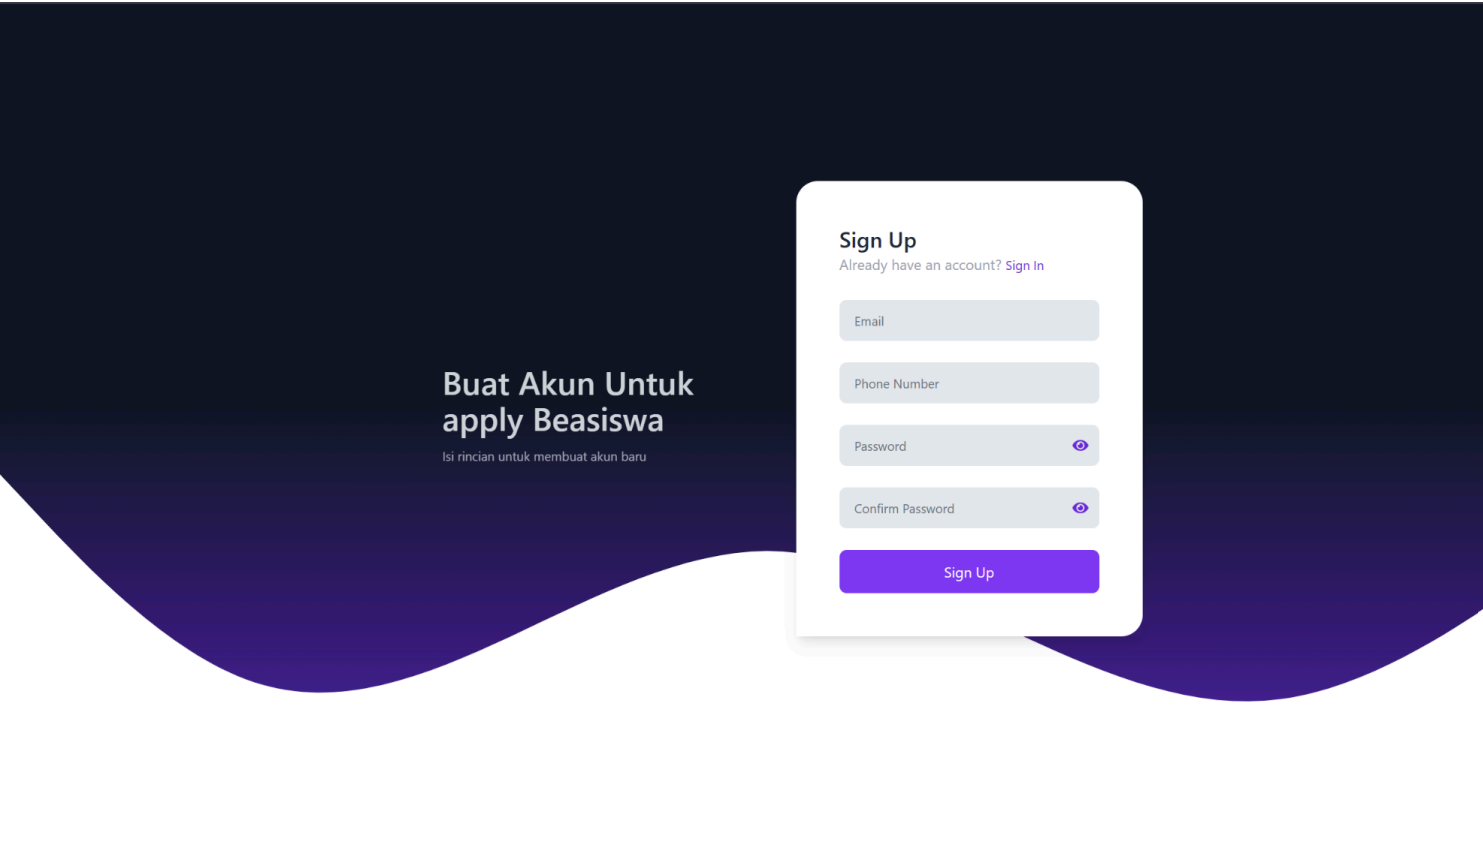 Buat Akun Untuk
apply Beasiswa
Isi rincian untuk membuat akun baru
Sign Up
Already have an account? Sign In
Email
Phone Number
Password
Confirm Password
Sign Up